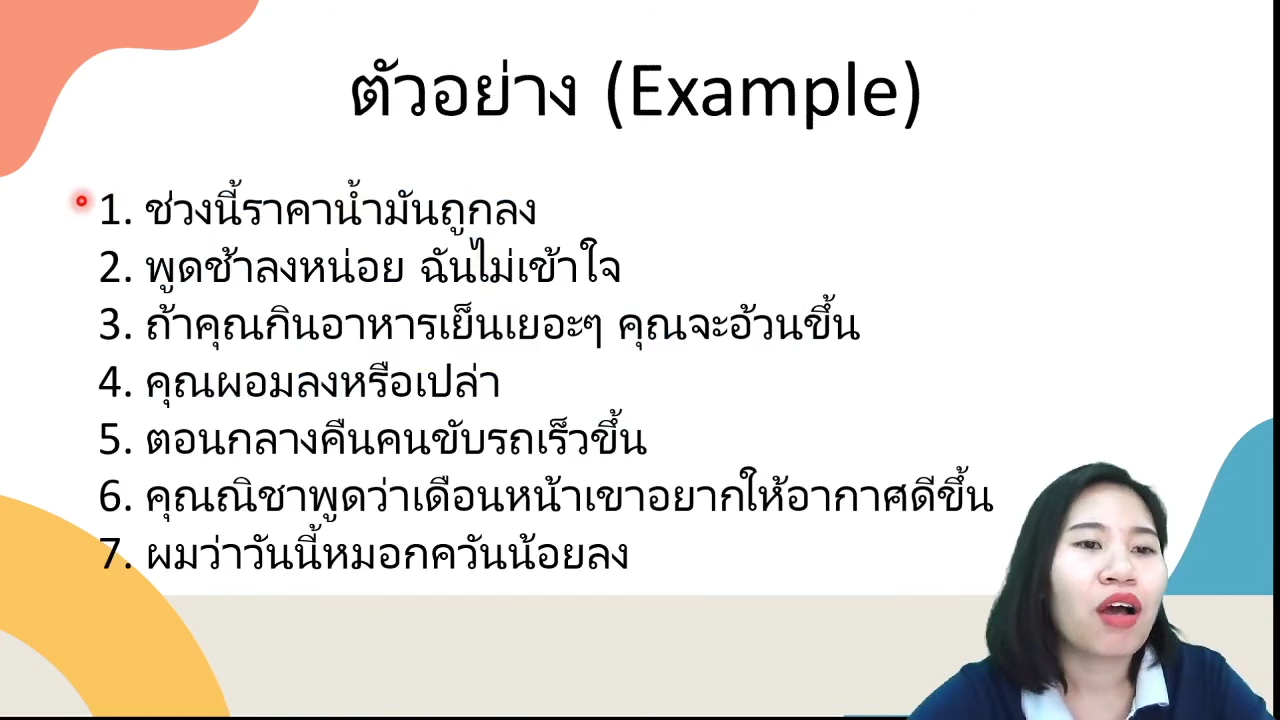 ตัวอย่าง (Example)
1. ช่วงนี้ราคาน้ำมันถูกลง
2. พูดช้าลงหน่อย ฉันไม่เข้าใจ
3. ถ้าคุณกินอาหารเย็นเยอะๆ คุณจะอ้วนขึ้น
4. คุณผอมลงหรือเปล่า
5. ตอนกลางคืนคนขับรถเร็วขึ้น
6. คุณณิชาพูดว่าเดือนหน้าเขาอยากให้อากาศดีขึ้น
7. ผมว่าวันนี้หมอกควันน้อยลง